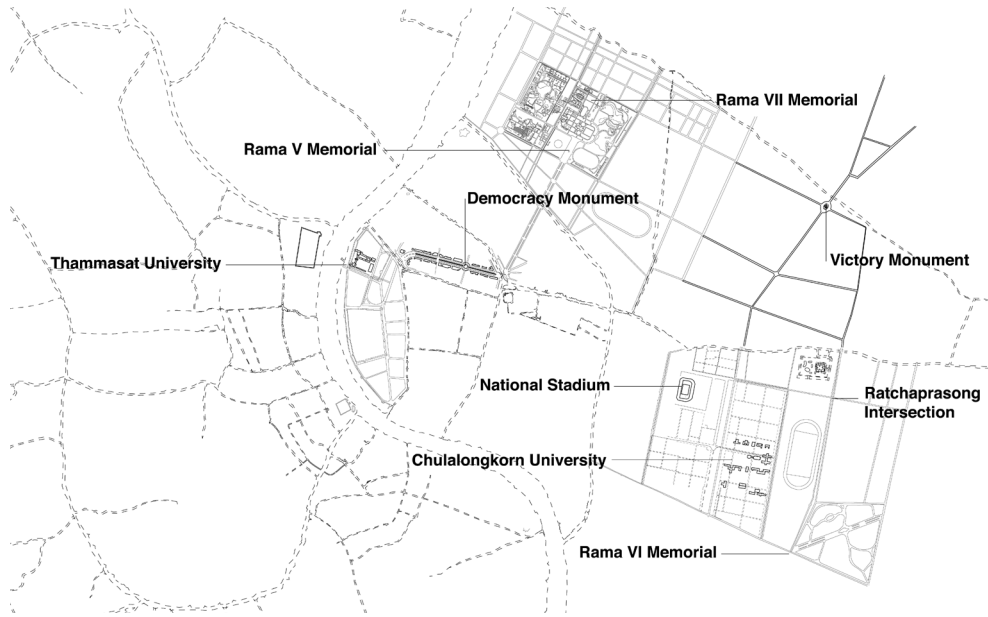 Rama VII Memorial
Rama V Memorial
Democracy Monument
Thammasat University
Victory Monument
National Stadium
Ratchaprasong
Intersection
Chulalongkorn University
Rama VI Memorial